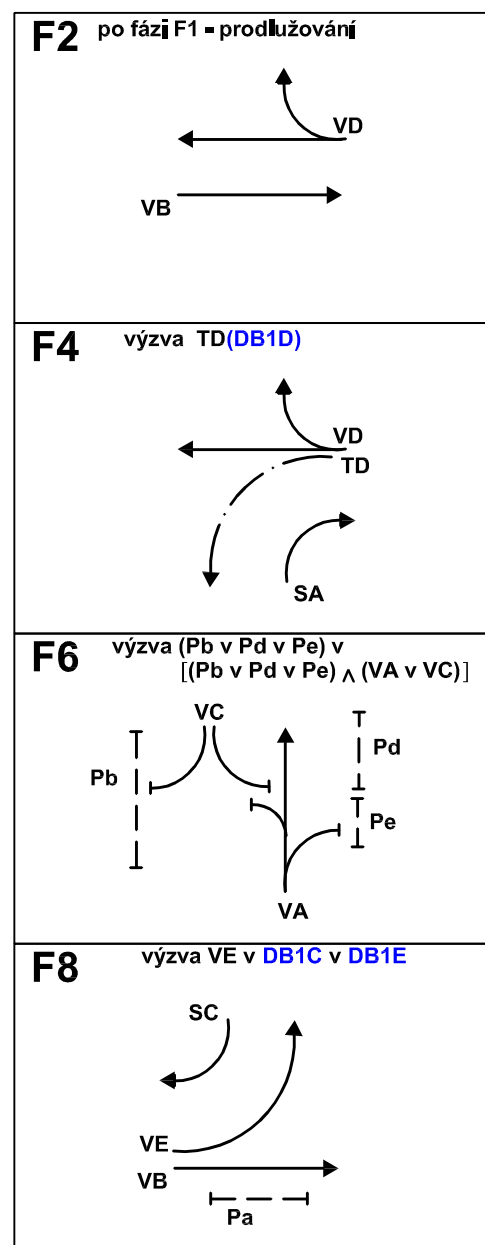 F2 po fázi F1 - prodlužování
VD
VB
F4 výzva TD(DB1D)
VD
TD
SA
F6 výzva (Pb v Pd v Pe) v
[(Pb v Pd v Pe) ∧ (VA v VC)]
VC
Pd
Pb
Pe
VA
F8 výzva VE v DB1C v DB1E
SC
VE
VB
Pa